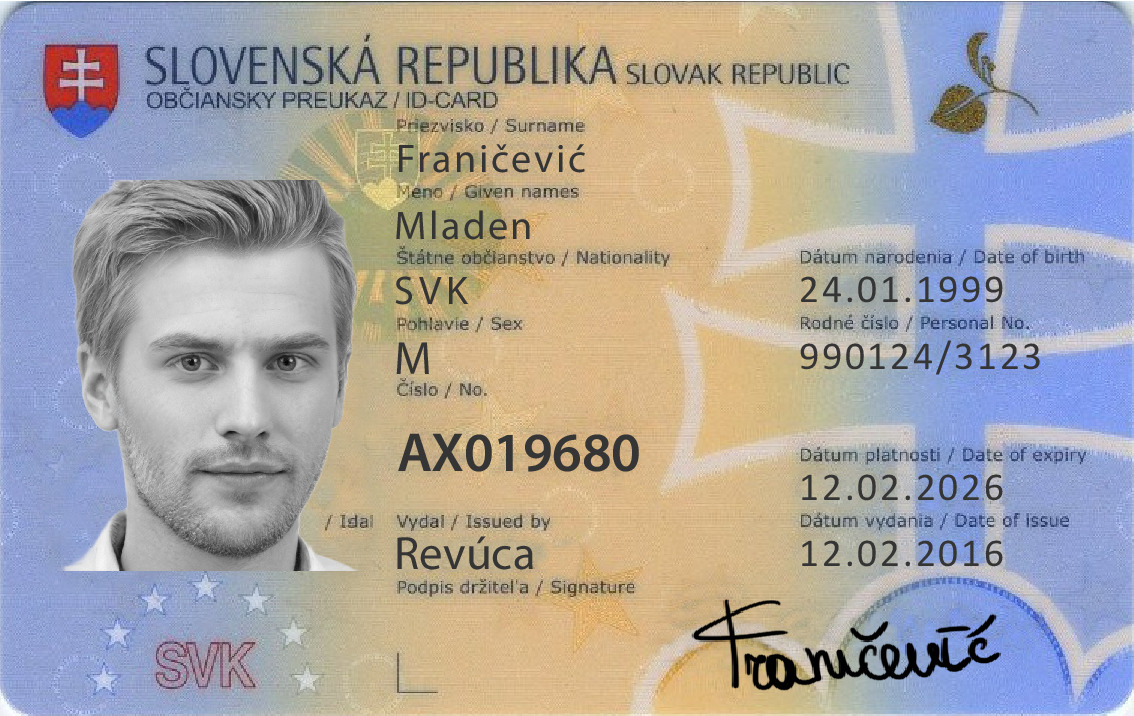 SLOVENSKÁ REPUBLIKA SLOVAK REPUBLIC
OBČIANSKY PREUKAZ / ID-CARD
Priezvisko / Surname
Franičević
Meno / Given names
Mladen
Štátne občianstvo / Nationality
SVK
Dátum narodenia / Date of birth
24.01.1999
Pohlavie / Sex
M
Rodné číslo / Personal No.
990124/3123
Číslo / No.
AX019680
Dátum platnosti / Date of expiry
12.02.2026
/ Idal Vydal / Issued by
Revúca
Dátum vydania / Date of issue
12.02.2016
Podpis držiteľa / Signature
Franičević
SVK